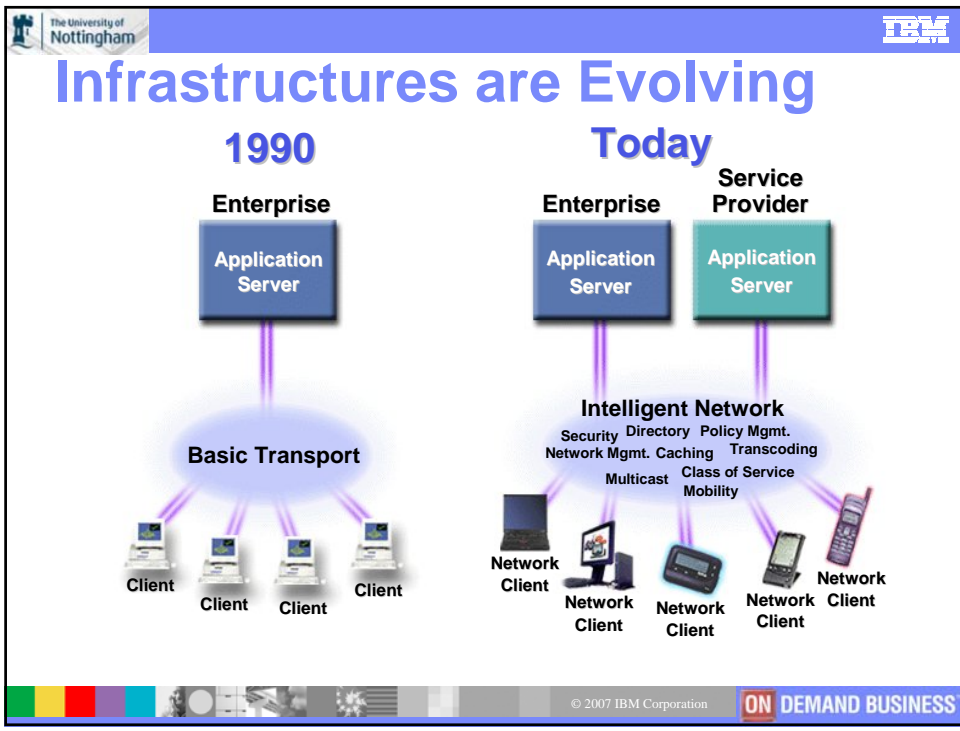 The University of
Nottingham
IBM
Infrastructures are Evolving
1990
Enterprise
Application
Server
Basic Transport
Client
Client
Client
Client
Today
Enterprise
Service
Provider
Application
Server
Application
Server
Intelligent Network
Security Directory Policy Mgmt.
Network Mgmt. Caching Transcoding
Multicast Class of Service
Mobility
Network
Client
Network
Client
Network
Client
Network
Client
Network
Client
© 2007 IBM Corporation
ON DEMAND BUSINESS™